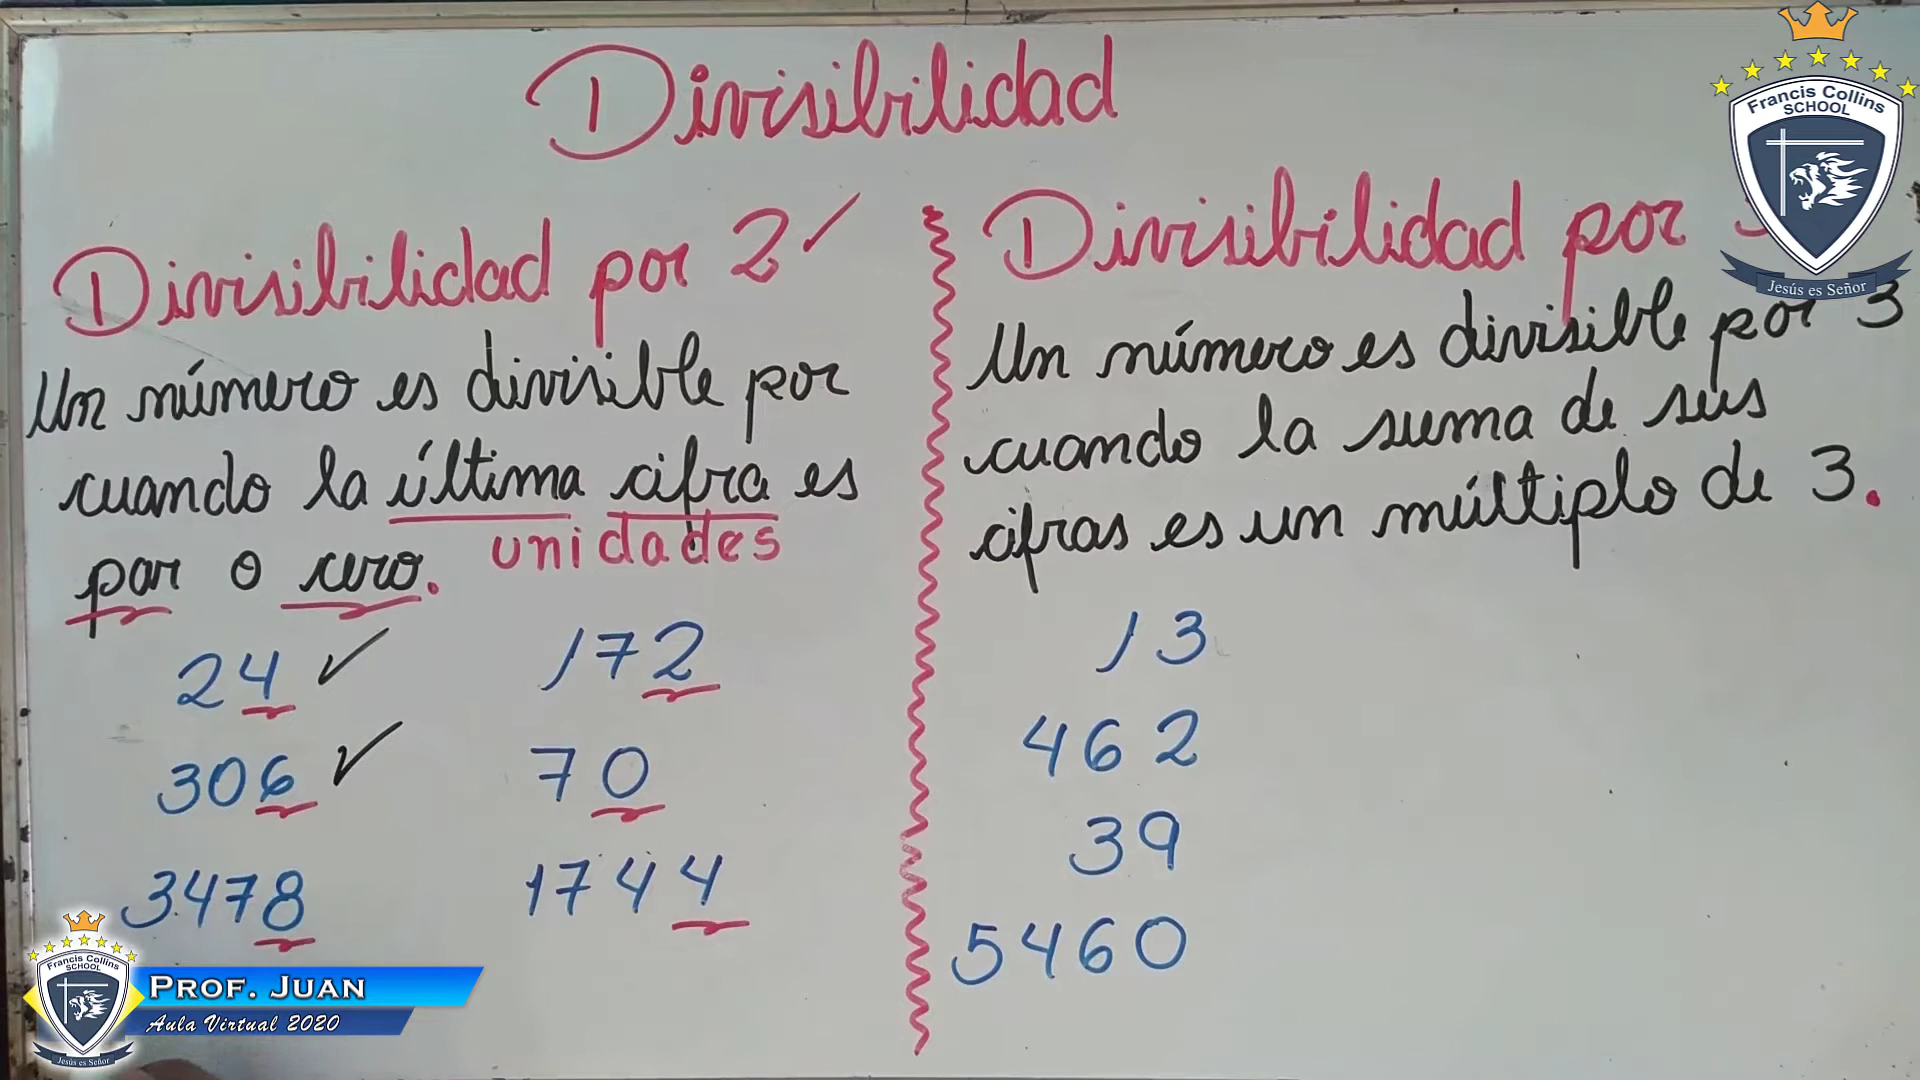 Divisibilidad
Divisibilidad por 2 ✓
Un número es divisible por
cuando la última cifra es
unidades
par o cero.
24 ✓
172
306 ✓
70
3478
1744
Divisibilidad por
Un número es divisible por 3
cuando la suma de sus
cifras es un múltiplo de 3.
13
462
39
5460
Francis Collins
SCHOOL
Jesús es Señor
Francis Collins
SCHOOL
Jesús es Señor
PROF. JUAN
Aula Virtual 2020